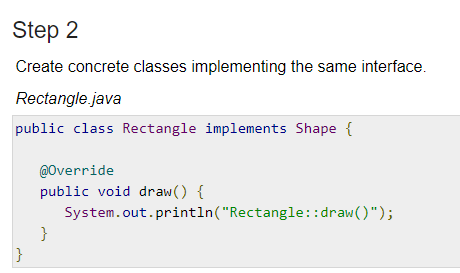 Step 2
Create concrete classes implementing the same interface.
Rectangle.java
public class Rectangle implements Shape {
@Override
public void draw() {
System.out.println("Rectangle::draw()");
}
}